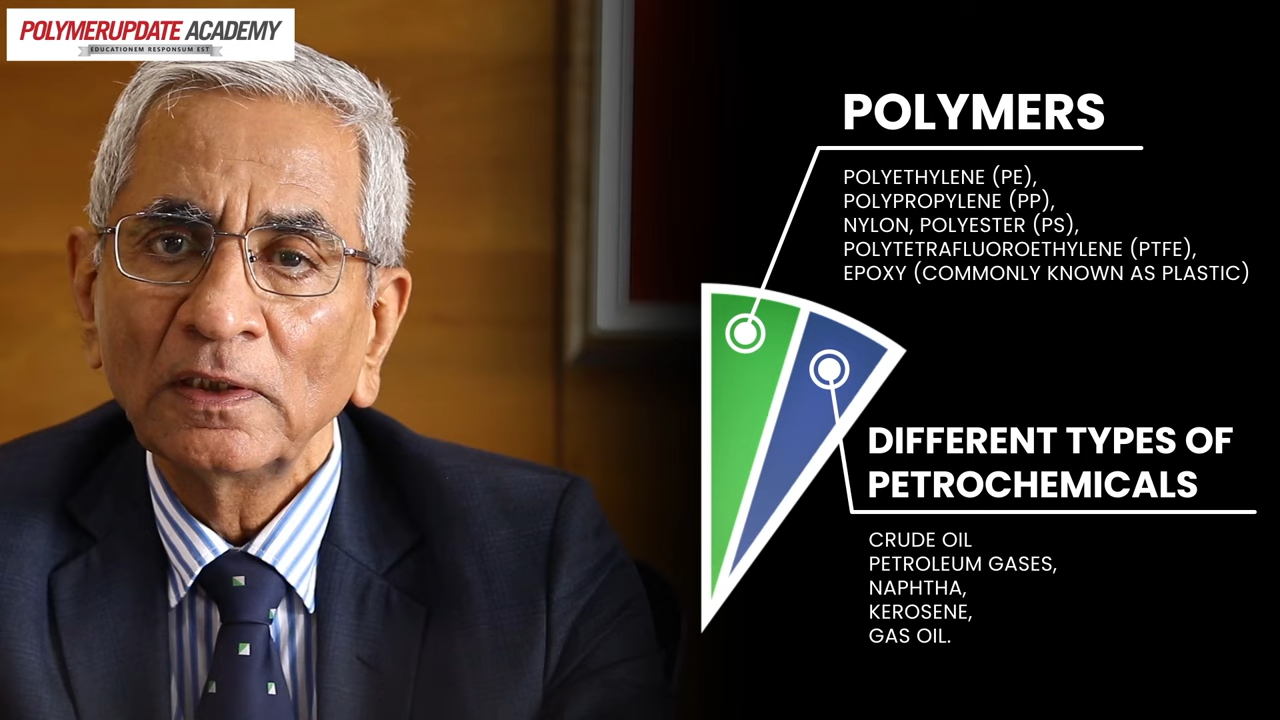 POLYMERUPDATE ACADEMY
EDUCATIONEM RESPONSUM EST
POLYMERS
POLYETHYLENE (PE),
POLYPROPYLENE (PP),
NYLON, POLYESTER (PS),
POLYTETRAFLUOROETHYLENE (PTFE),
EPOXY (COMMONLY KNOWN AS PLASTIC)
DIFFERENT TYPES OF
PETROCHEMICALS
CRUDE OIL
PETROLEUM GASES,
NAPHTHA,
KEROSENE,
GAS OIL.